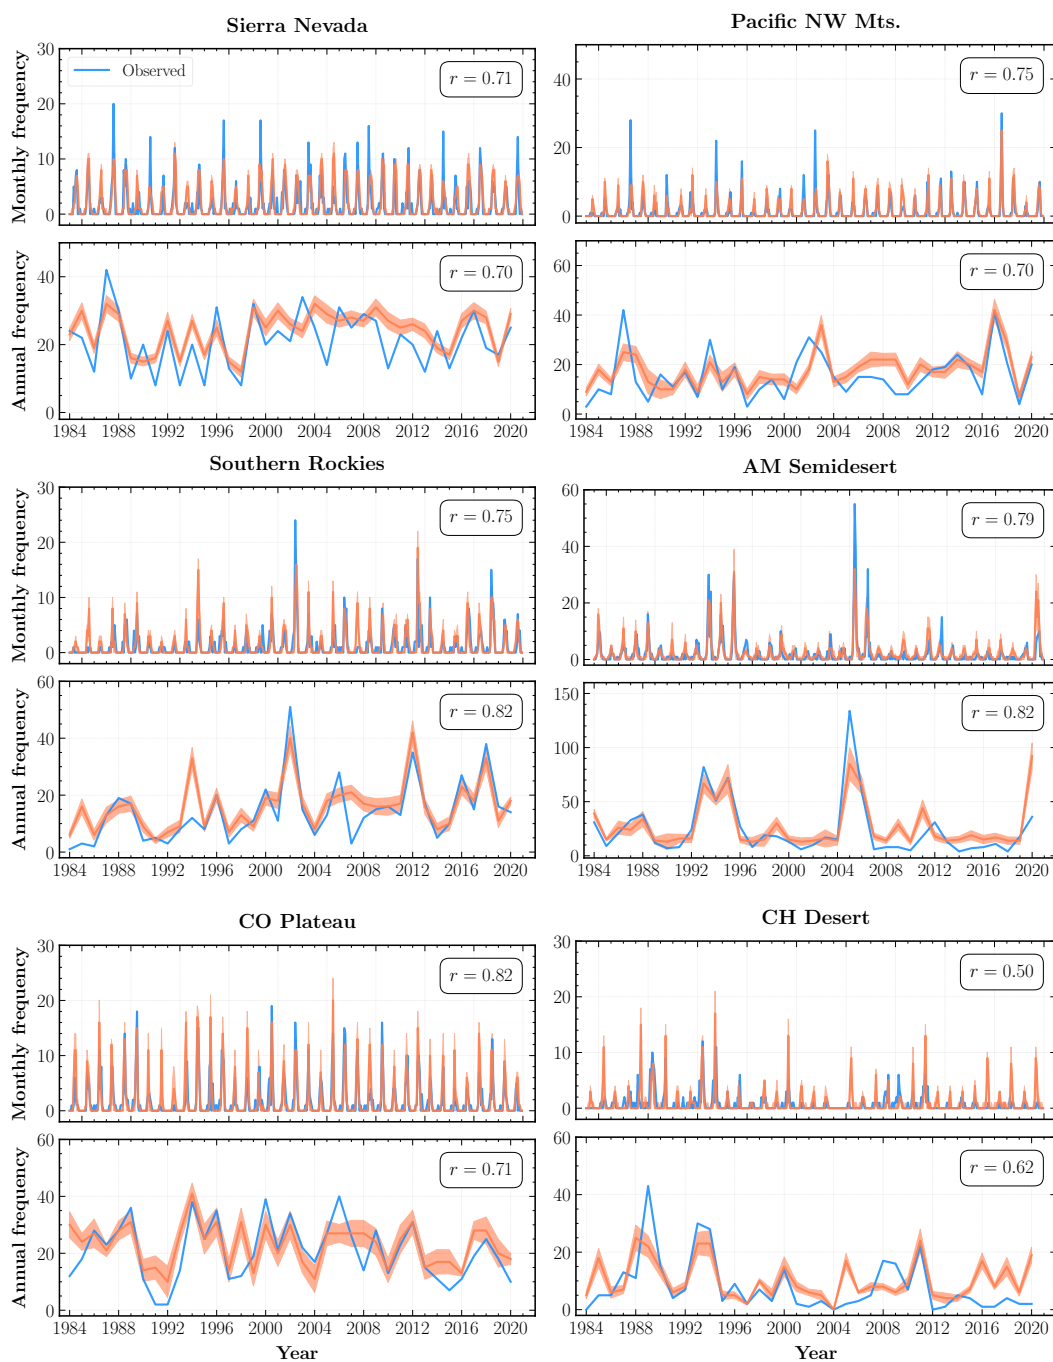 Sierra Nevada
Pacific NW Mts.
Monthly frequency
30
20
10
0
Observed
r = 0.71
40
20
0
r = 0.75
Annual frequency
40
20
0
r = 0.70
60
40
20
0
r = 0.70
1984 1988 1992 1996 2000 2004 2008 2012 2016 2020
1984 1988 1992 1996 2000 2004 2008 2012 2016 2020
Southern Rockies
AM Semidesert
Monthly frequency
30
20
10
0
r = 0.75
60
40
20
0
r = 0.79
Annual frequency
60
40
20
0
r = 0.82
150
100
50
0
r = 0.82
1984 1988 1992 1996 2000 2004 2008 2012 2016 2020
1984 1988 1992 1996 2000 2004 2008 2012 2016 2020
CO Plateau
CH Desert
Monthly frequency
30
20
10
0
r = 0.82
30
20
10
0
r = 0.50
Annual frequency
60
40
20
0
r = 0.71
60
40
20
0
r = 0.62
1984 1988 1992 1996 2000 2004 2008 2012 2016 2020
1984 1988 1992 1996 2000 2004 2008 2012 2016 2020
Year
Year